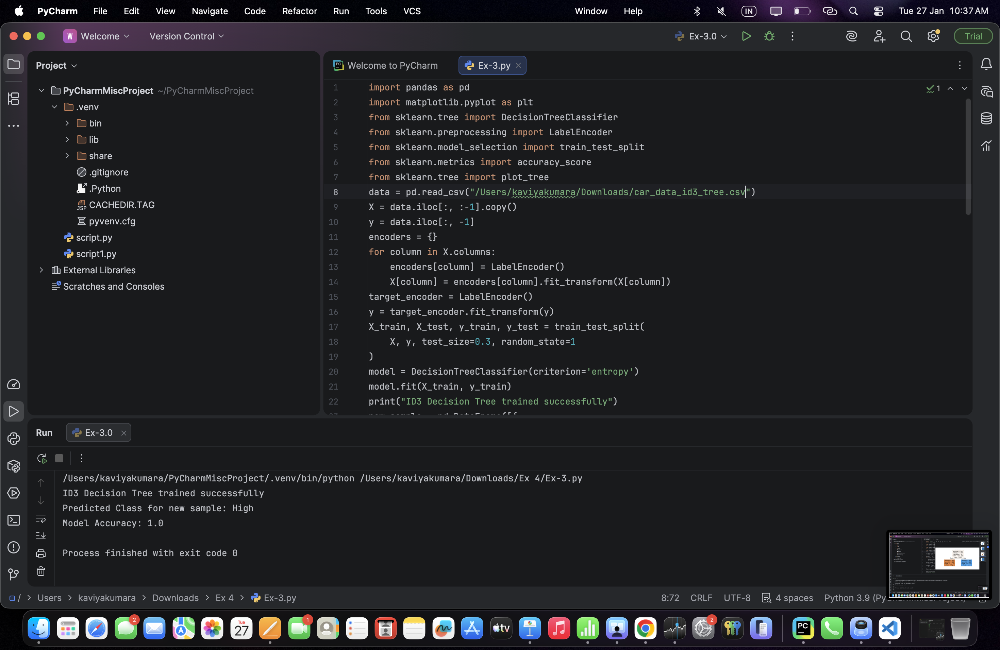 PyCharm File Edit View Navigate Code Refactor Run Tools VCS Window Help IN Tue 27 Jan 10:37 AM
W Welcome Version Control Ex-3.0 Trial
Project
PyCharmMiscProject ~/PyCharmMiscProject
.venv
bin
lib
share
.gitignore
.Python
JSP CACHEDIR.TAG
pyvenv.cfg
script.py
script1.py
External Libraries
Scratches and Consoles
PC Welcome to PyCharm Ex-3.py
1
1 import pandas as pd
2 import matplotlib.pyplot as plt
3 from sklearn.tree import DecisionTreeClassifier
4 from sklearn.preprocessing import LabelEncoder
5 from sklearn.model_selection import train_test_split
6 from sklearn.metrics import accuracy_score
7 from sklearn.tree import plot_tree
8 data = pd.read_csv("/Users/kaviyakumara/Downloads/car_data_id3_tree.csv")
9 X = data.iloc[:, :-1].copy()
10 y = data.iloc[:, -1]
11 encoders = {}
12 for column in X.columns:
13     encoders[column] = LabelEncoder()
14     X[column] = encoders[column].fit_transform(X[column])
15 target_encoder = LabelEncoder()
16 y = target_encoder.fit_transform(y)
17 X_train, X_test, y_train, y_test = train_test_split(
18     X, y, test_size=0.3, random_state=1
19 )
20 model = DecisionTreeClassifier(criterion='entropy')
21 model.fit(X_train, y_train)
22 print("ID3 Decision Tree trained successfully")
Run Ex-3.0
/Users/kaviyakumara/PyCharmMiscProject/.venv/bin/python /Users/kaviyakumara/Downloads/Ex 4/Ex-3.py
ID3 Decision Tree trained successfully
Predicted Class for new sample: High
Model Accuracy: 1.0
Process finished with exit code 0
/ > Users > kaviyakumara > Downloads > Ex 4 > Ex-3.py 8:72 CRLF UTF-8 4 spaces Python 3.9
2 Tue 27 1 tv 2 PC